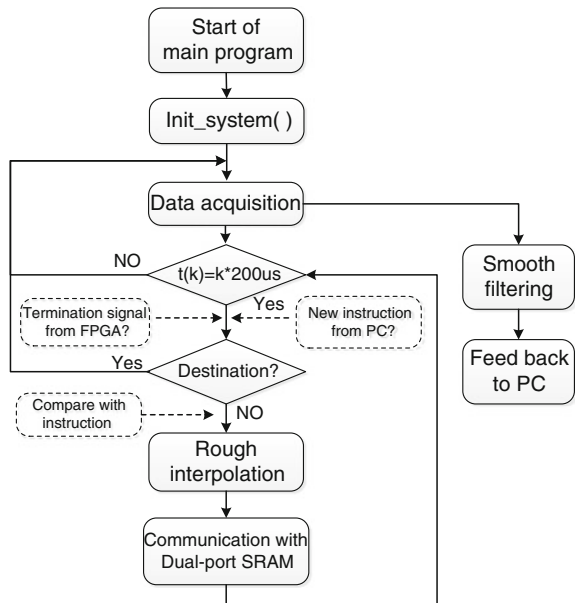 Start of
main program
Init_system( )
Data acquisition
NO
t(k)=k*200us
Smooth
filtering
Termination signal
from FPGA?
Yes
New instruction
from PC?
Yes
Destination?
Feed back
to PC
Compare with
instruction
NO
Rough
interpolation
Communication with
Dual-port SRAM